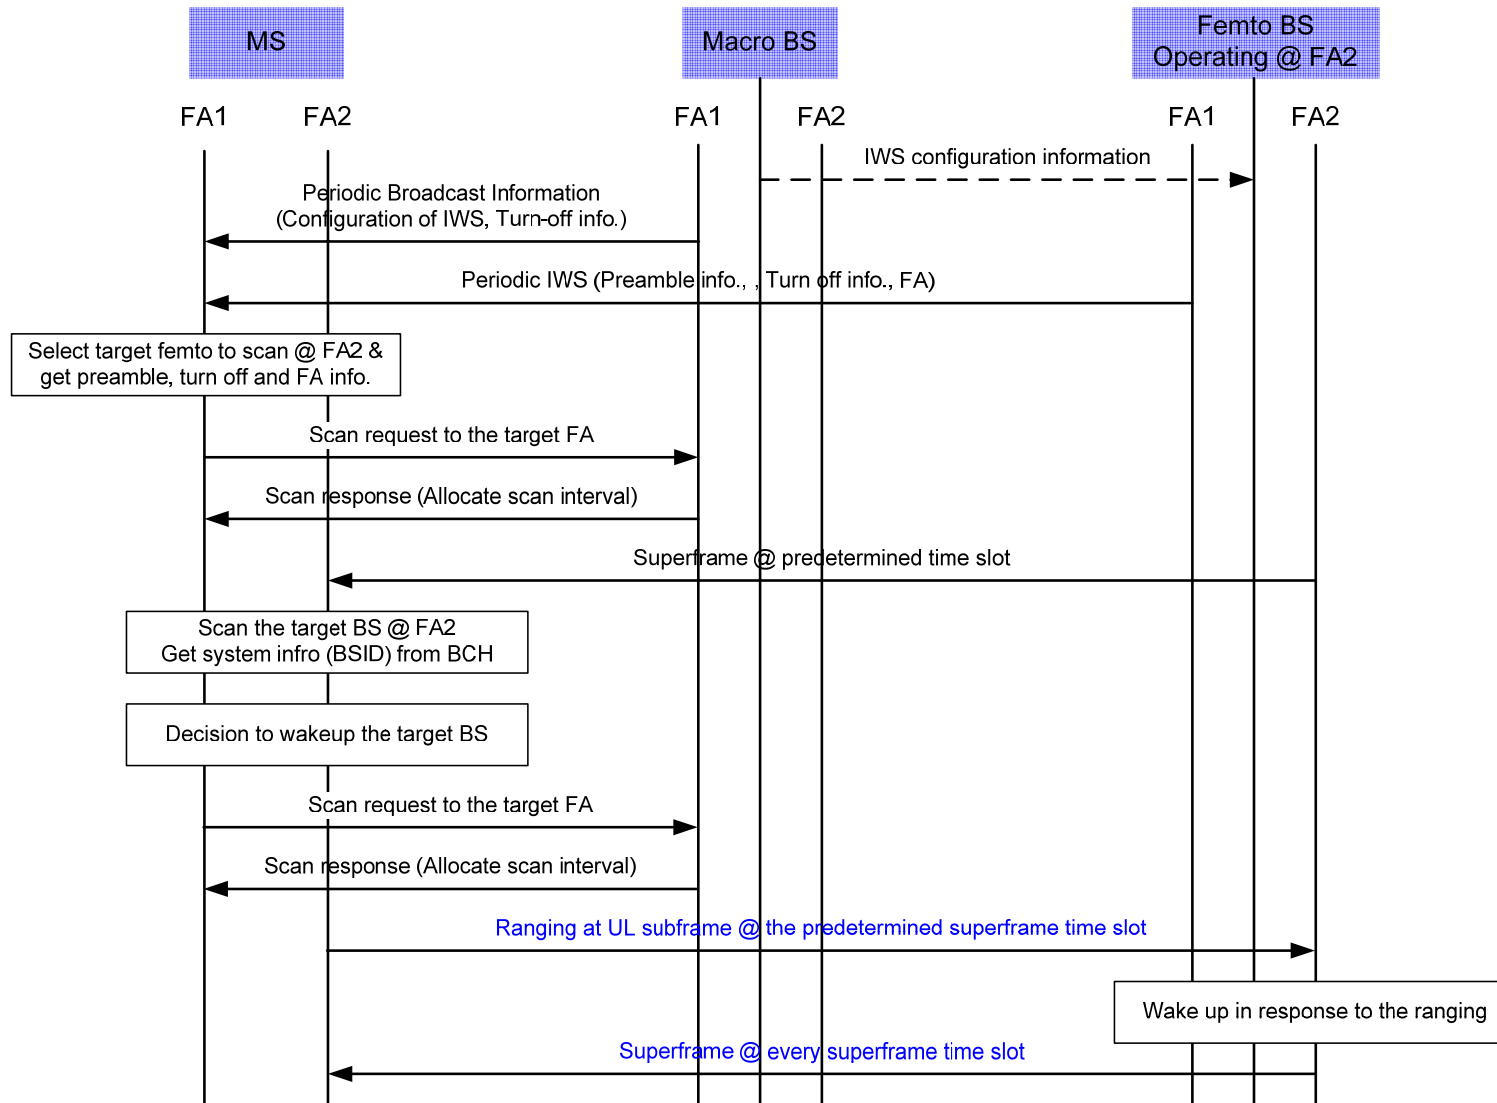 MS
Macro BS
Femto BS
Operating @ FA2
FA1
FA2
FA1
FA2
FA1
FA2
IWS configuration information
Periodic Broadcast Information
(Configuration of IWS, Turn-off info.)
Periodic IWS (Preamble info., , Turn off info., FA)
Select target femto to scan @ FA2 &
get preamble, turn off and FA info.
Scan request to the target FA
Scan response (Allocate scan interval)
Superframe @ predetermined time slot
Scan the target BS @ FA2
Get system infro (BSID) from BCH
Decision to wakeup the target BS
Scan request to the target FA
Scan response (Allocate scan interval)
Ranging at UL subframe @ the predetermined superframe time slot
Wake up in response to the ranging
Superframe @ every superframe time slot